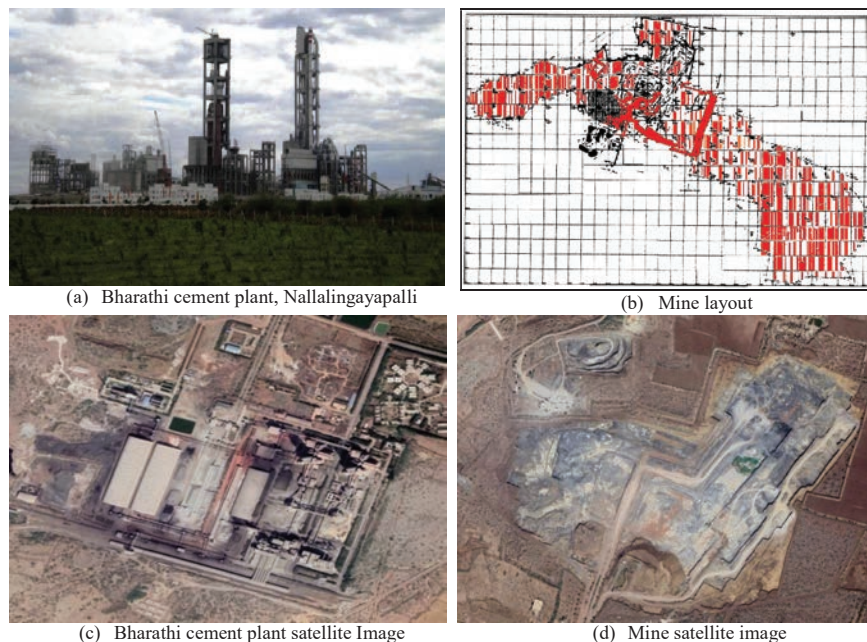 (a) Bharathi cement plant, Nallalingayapalli
(b) Mine layout
(c) Bharathi cement plant satellite Image
(d) Mine satellite image